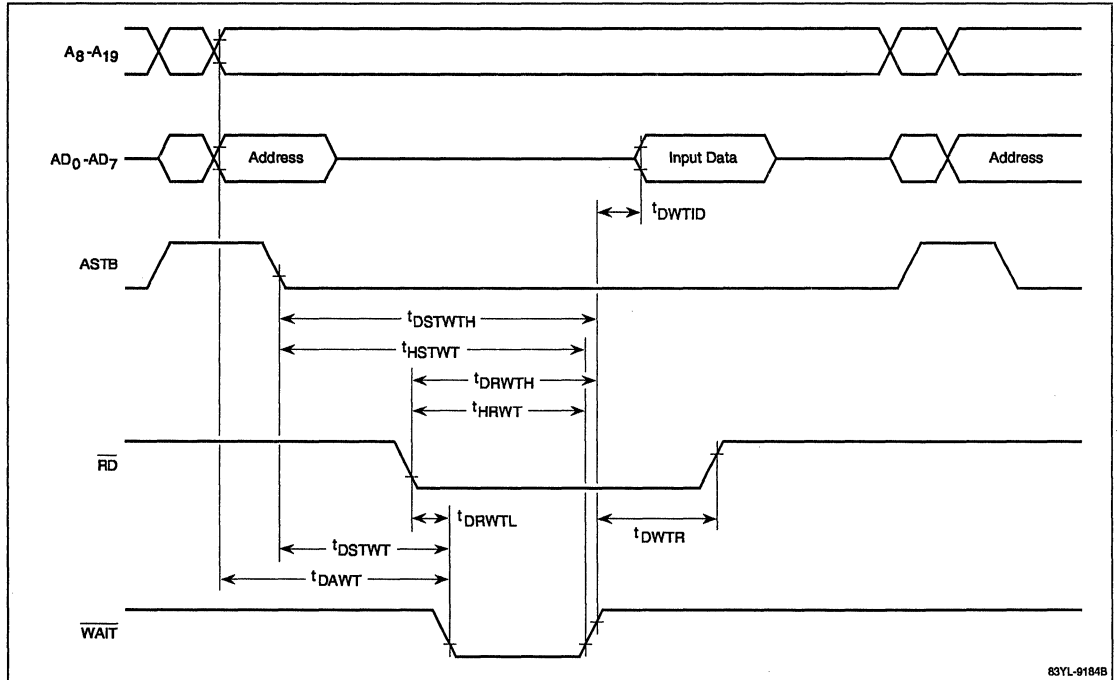 A8-A19
AD0-AD7
Address
Input Data
Address
tDWTID
ASTB
tDSTWTH
tHSTWT
tDRWTH
tHRWT
RD
tDRWTL
tDWTR
tDSTWT
tDAWT
WAIT
83YL-9184B